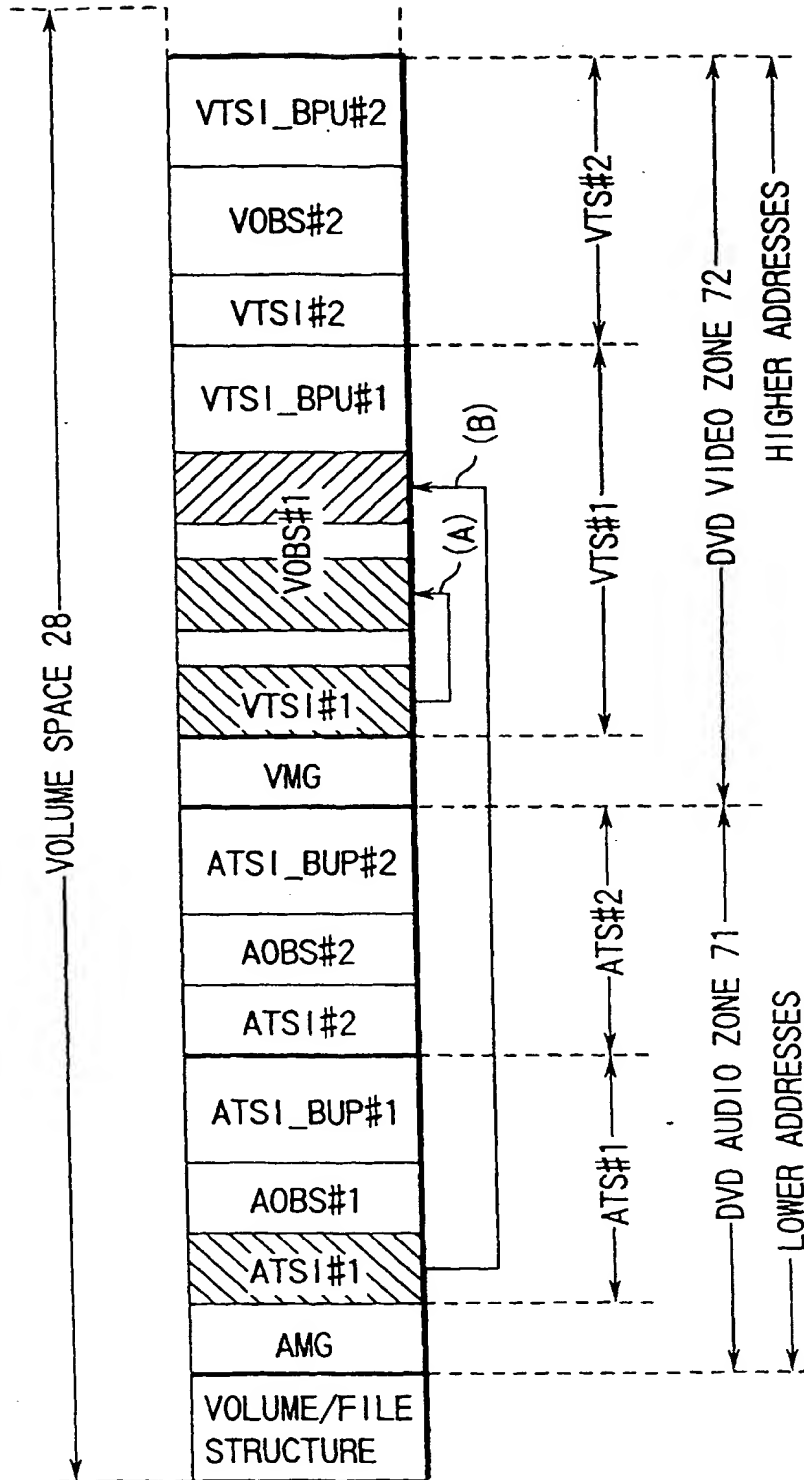 VOLUME SPACE 28
VTSI_BPU#2
VOBS#2
VTSI#2
VTSI_BPU#1
VOBS#1
VTSI#1
VMG
ATSI_BUP#2
AOBS#2
ATSI#2
ATSI_BUP#1
AOBS#1
ATSI#1
AMG
VOLUME/FILE
STRUCTURE
(B)
(A)
VTS#2
VTS#1
ATS#2
ATS#1
DVD VIDEO ZONE 72
DVD AUDIO ZONE 71
HIGHER ADDRESSES
LOWER ADDRESSES